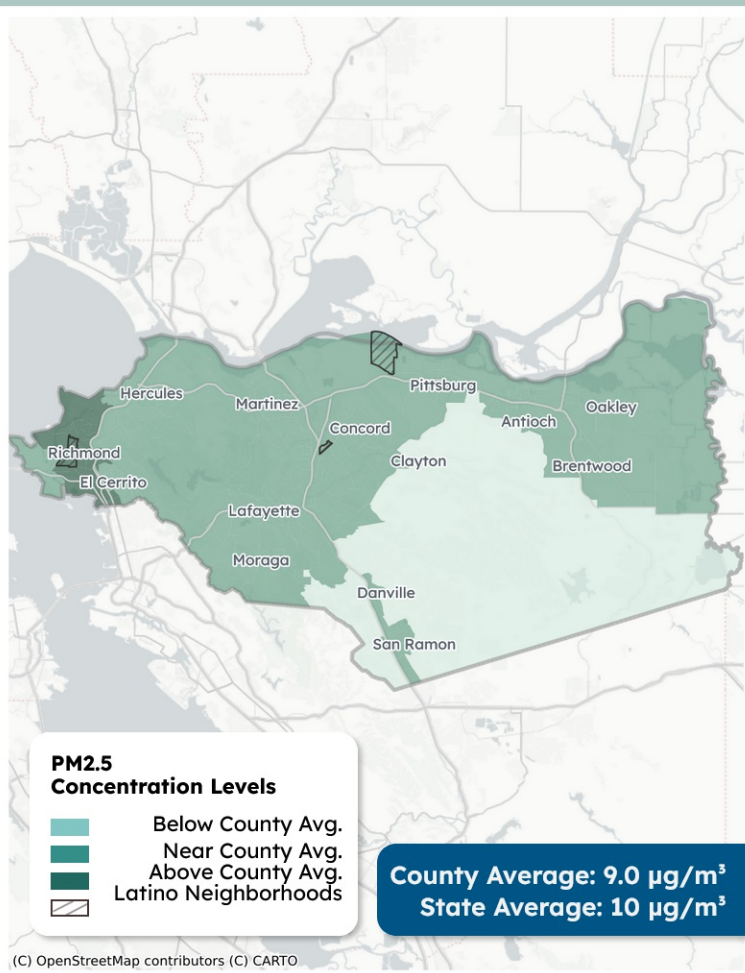 Hercules
Martinez
Pittsburg
Oakley
Antioch
Concord
Richmond
Clayton
Brentwood
El Cerrito
Lafayette
Moraga
Danville
San Ramon
PM2.5
Concentration Levels
Below County Avg.
Near County Avg.
Above County Avg.
Latino Neighborhoods
County Average: 9.0 µg/m³
State Average: 10 µg/m³
(C) OpenStreetMap contributors (C) CARTO